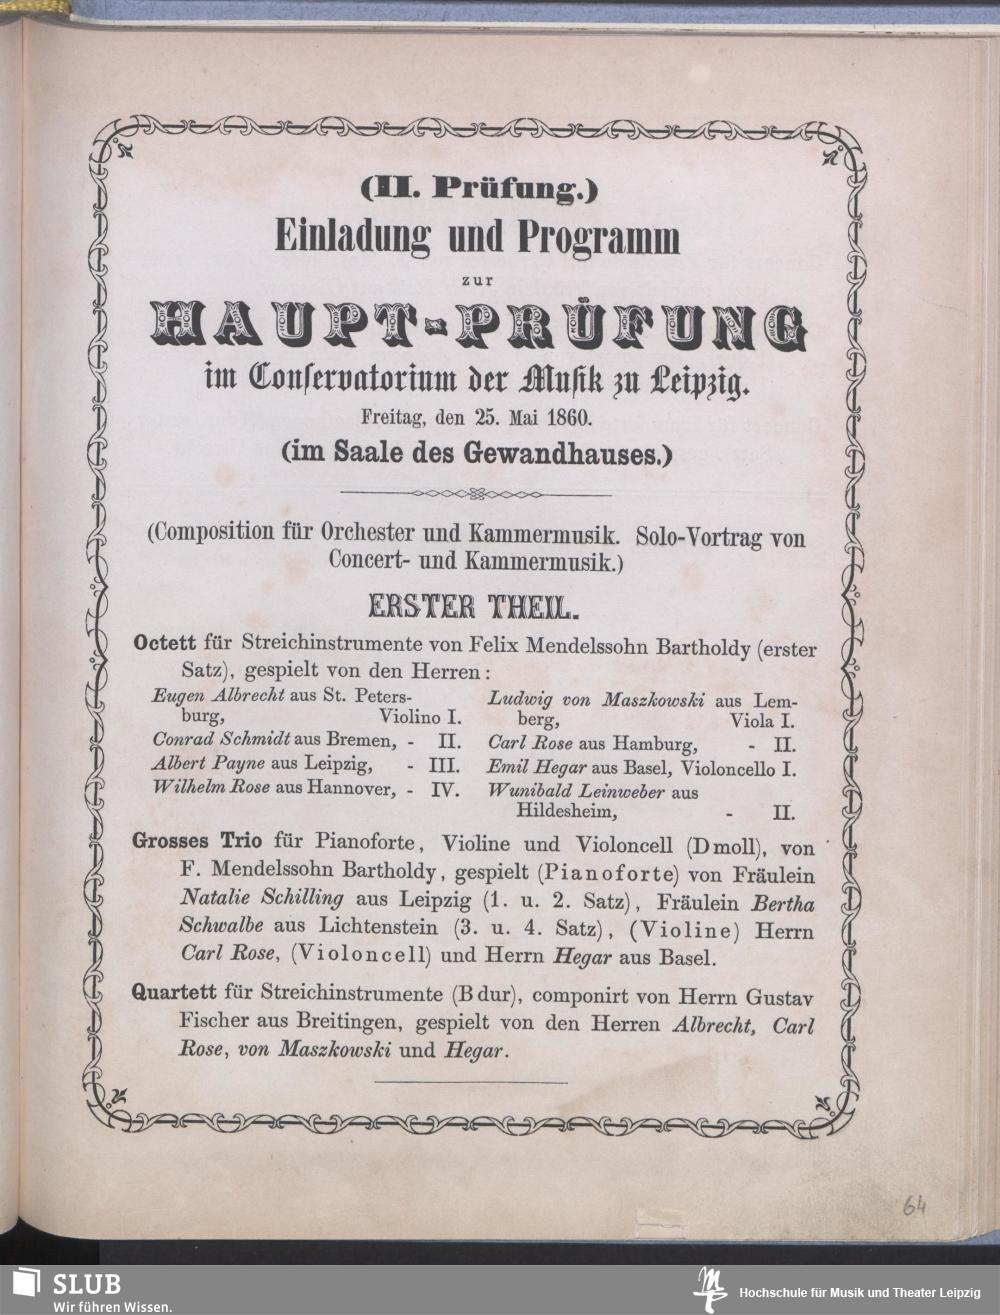 (II. Prüfung.)
Einladung und Programm
zur
HAUPT-PRÜFUNG
im Conservatorium der Musik zu Leipzig.
Freitag, den 25. Mai 1860.
(im Saale des Gewandhauses.)
(Composition für Orchester und Kammermusik. Solo-Vortrag von
Concert- und Kammermusik.)
ERSTER THEIL.
Octett für Streichinstrumente von Felix Mendelssohn Bartholdy (erster
Satz), gespielt von den Herren:
Eugen Albrecht aus St. Peters-
burg, Violino I.
Conrad Schmidt aus Bremen, - II.
Albert Payne aus Leipzig, - III.
Wilhelm Rose aus Hannover, - IV.
Ludwig von Maszkowski aus Lem-
berg, Viola I.
Carl Rose aus Hamburg, - II.
Emil Hegar aus Basel, Violoncello I.
Wunibald Leinweber aus
Hildesheim, - II.
Grosses Trio für Pianoforte, Violine und Violoncell (D moll), von
F. Mendelssohn Bartholdy, gespielt (Pianoforte) von Fräulein
Natalie Schilling aus Leipzig (1. u. 2. Satz), Fräulein Bertha
Schwalbe aus Lichtenstein (3. u. 4. Satz), (Violine) Herrn
Carl Rose, (Violoncell) und Herrn Hegar aus Basel.
Quartett für Streichinstrumente (B dur), componirt von Herrn Gustav
Fischer aus Breitingen, gespielt von den Herren Albrecht, Carl
Rose, von Maszkowski und Hegar.
64
SLUB
Wir führen Wissen.
Hochschule für Musik und Theater Leipzig